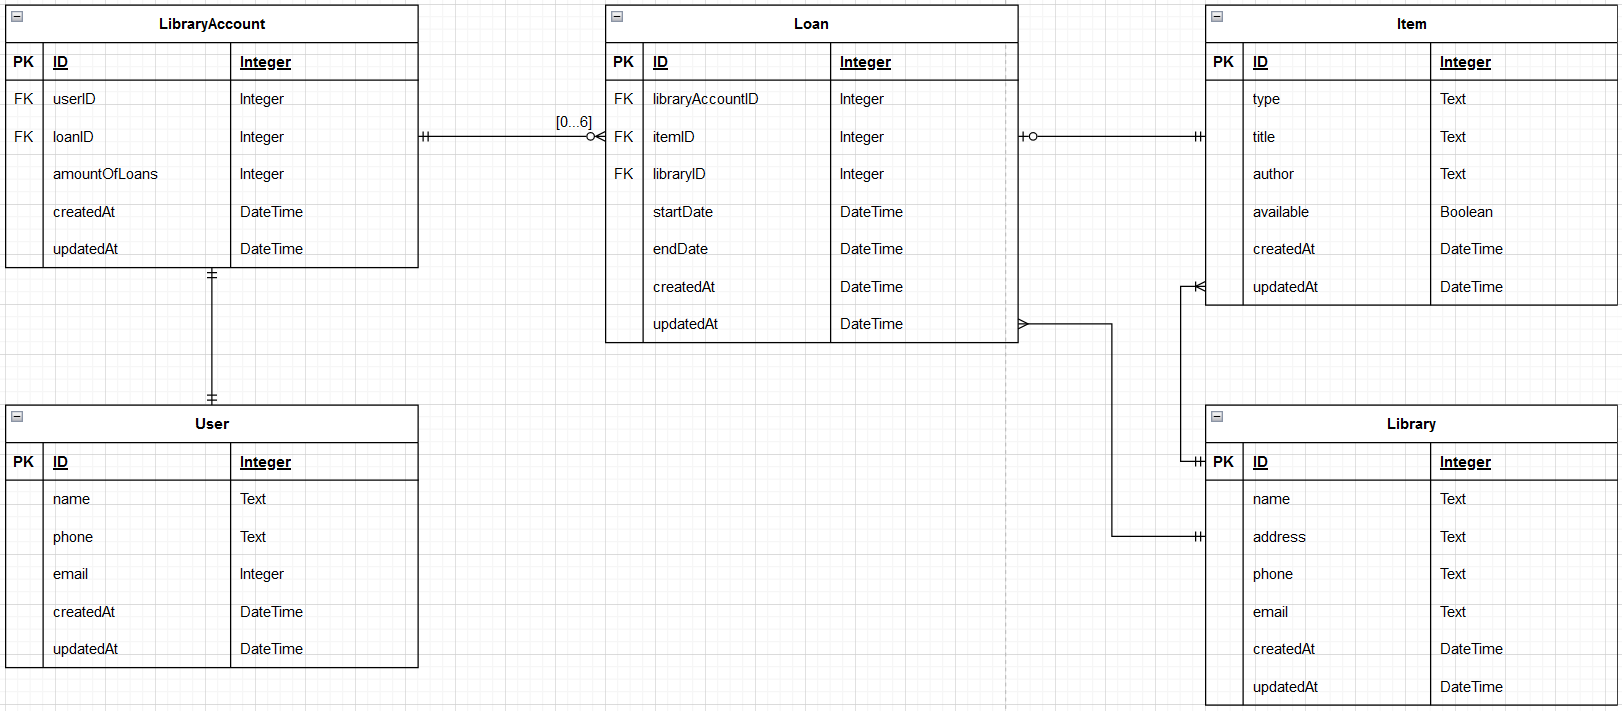 LibraryAccount
PK ID Integer
FK userID Integer
FK loanID Integer
amountOfLoans Integer
createdAt DateTime
updatedAt DateTime
[0...6]
Loan
PK ID Integer
FK libraryAccountID Integer
FK itemID Integer
FK libraryID Integer
startDate DateTime
endDate DateTime
createdAt DateTime
updatedAt DateTime
Item
PK ID Integer
type Text
title Text
author Text
available Boolean
createdAt DateTime
updatedAt DateTime
User
PK ID Integer
name Text
phone Text
email Integer
createdAt DateTime
updatedAt DateTime
Library
PK ID Integer
name Text
address Text
phone Text
email Text
createdAt DateTime
updatedAt DateTime